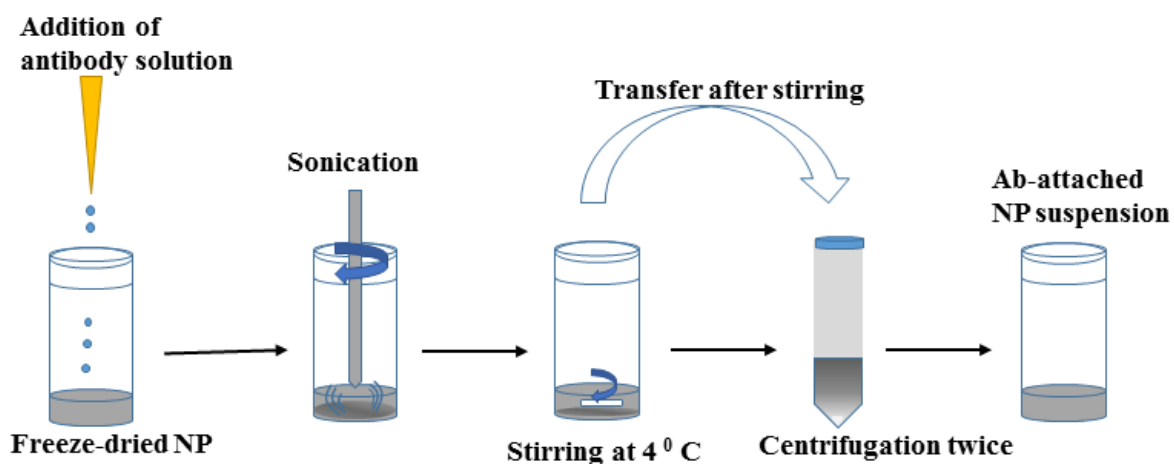 Addition of
antibody solution
Transfer after stirring
Sonication
Ab-attached
NP suspension
Freeze-dried NP
Stirring at 4 ⁰ C
Centrifugation twice